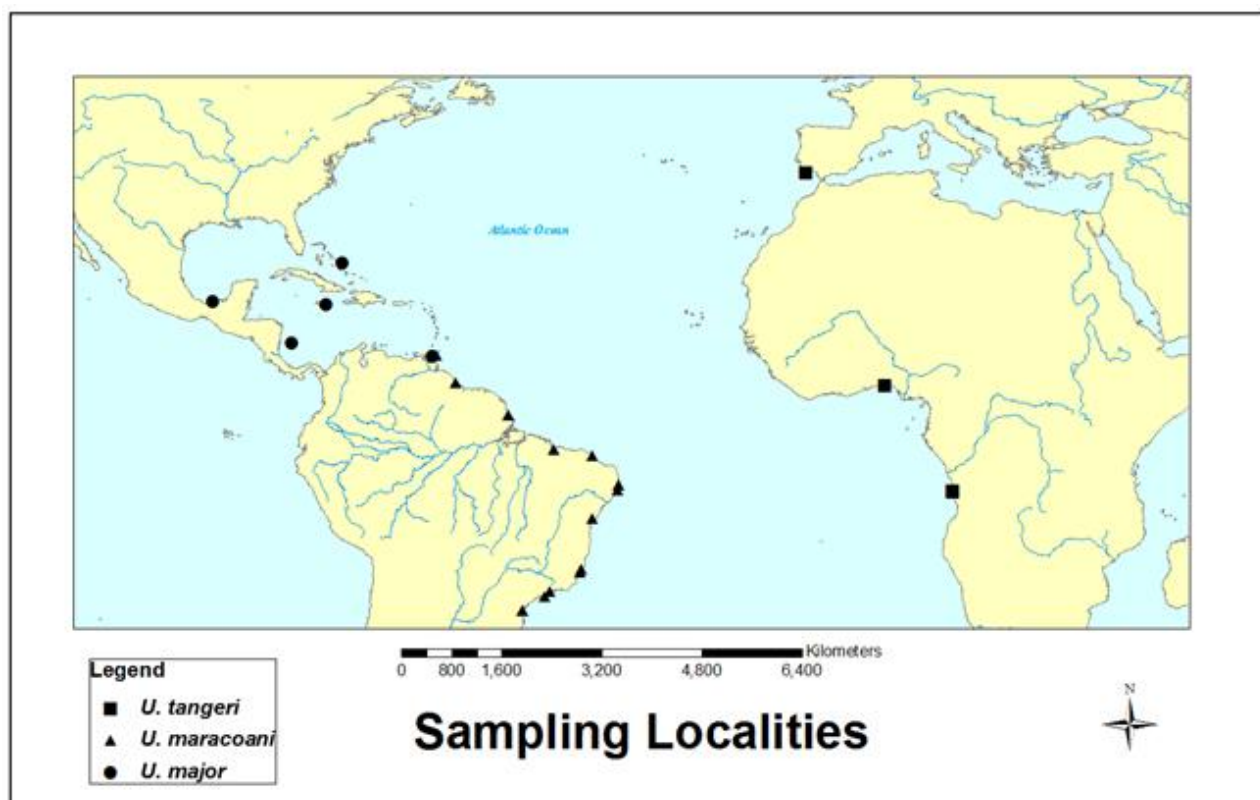 Atlantic Ocean
Kilometers
0 800 1,600 3,200 4,800 6,400
Legend
U. tangeri
U. maracoani
U. major
Sampling Localities
N